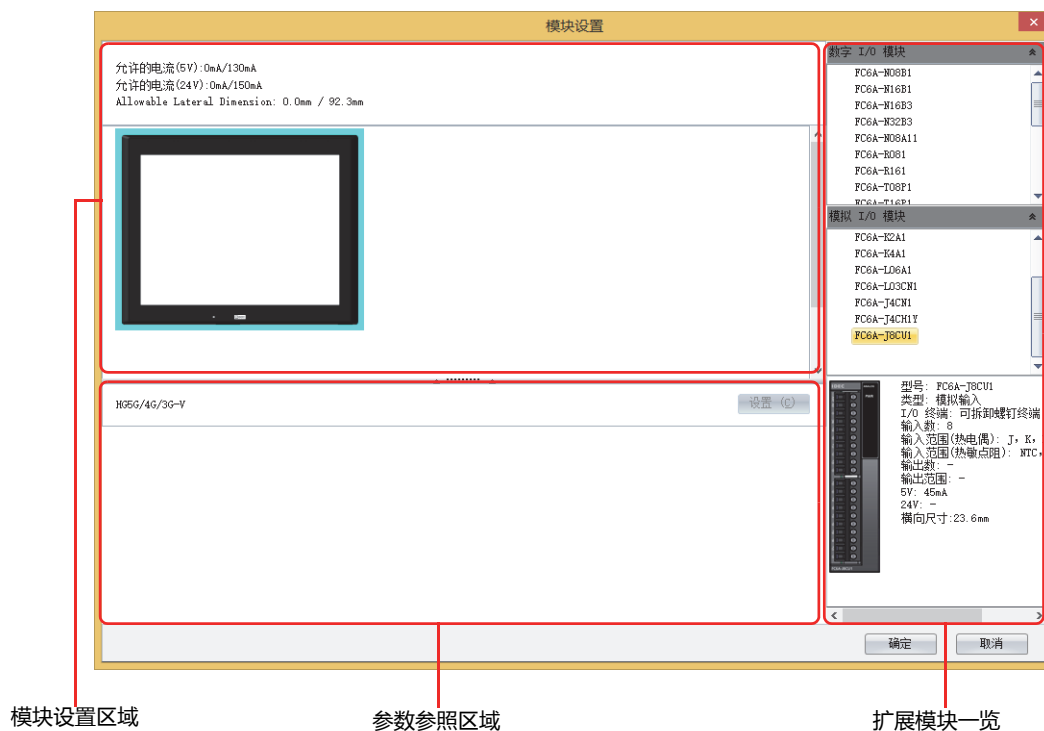 模块设置
允许的电流(5V):0mA/130mA
允许的电流(24V):0mA/150mA
Allowable Lateral Dimension: 0.0mm / 92.3mm
HG5G/4G/3G-V
设置 (C)
数字 I/O 模块
FC6A-N08B1
FC6A-N16B1
FC6A-N16B3
FC6A-N32B3
FC6A-N08A11
FC6A-R081
FC6A-R161
FC6A-T08P1
FC6A-T16P1
模拟 I/O 模块
FC6A-K2A1
FC6A-K4A1
FC6A-L06A1
FC6A-L03CN1
FC6A-J4CN1
FC6A-J4CH1Y
FC6A-J8CU1
型号: FC6A-J8CU1
类型: 模拟输入
I/O 终端: 可拆卸螺钉终端
输入数: 8
输入范围(热电偶): J, K,
输入范围(热敏点阻): NTC,
输出数: -
输出范围: -
5V: 45mA
24V: -
横向尺寸:23.6mm
确定
取消
模块设置区域
参数参照区域
扩展模块一览